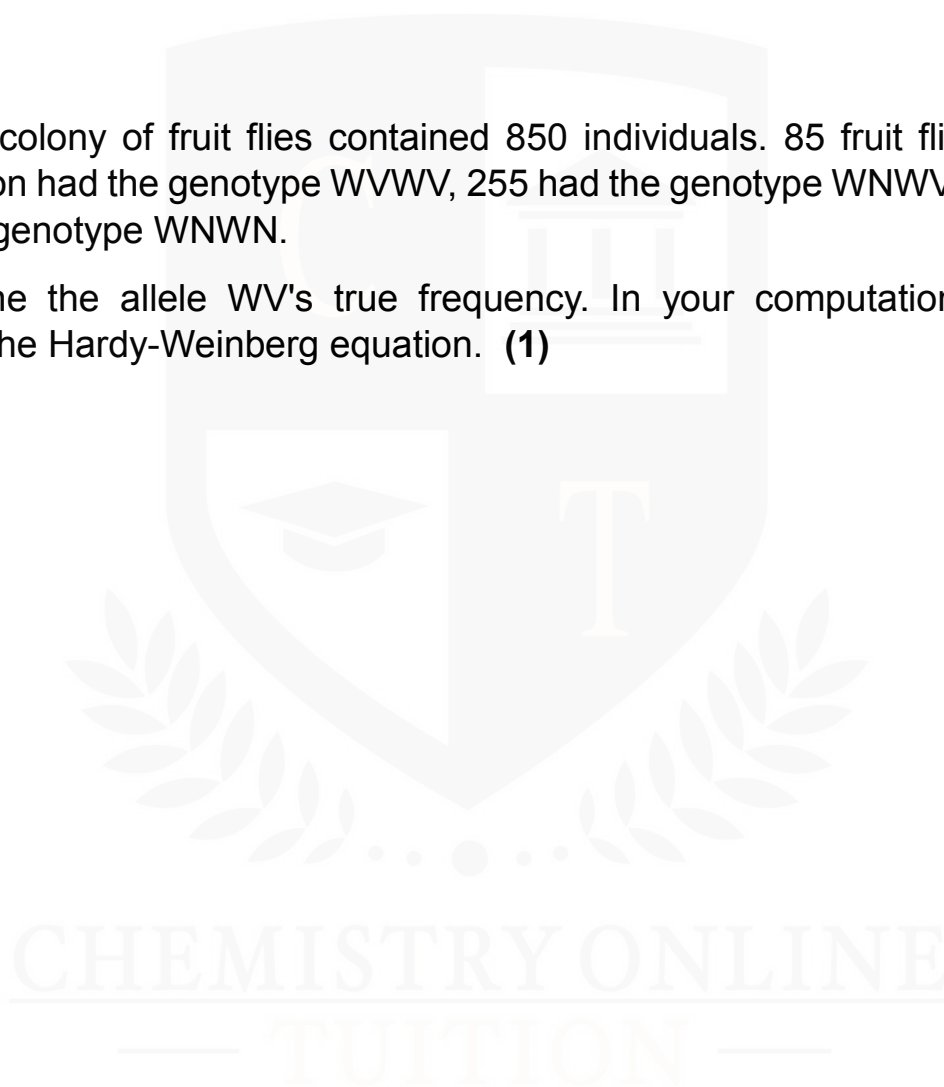 colony of fruit flies contained 850 individuals. 85 fruit fli
on had the genotype WVWV, 255 had the genotype WNWV
genotype WNWN.
ne the allele WV's true frequency. In your computation
the Hardy-Weinberg equation. (1)
C
T
CHEMISTRY ONLINE
TUITION